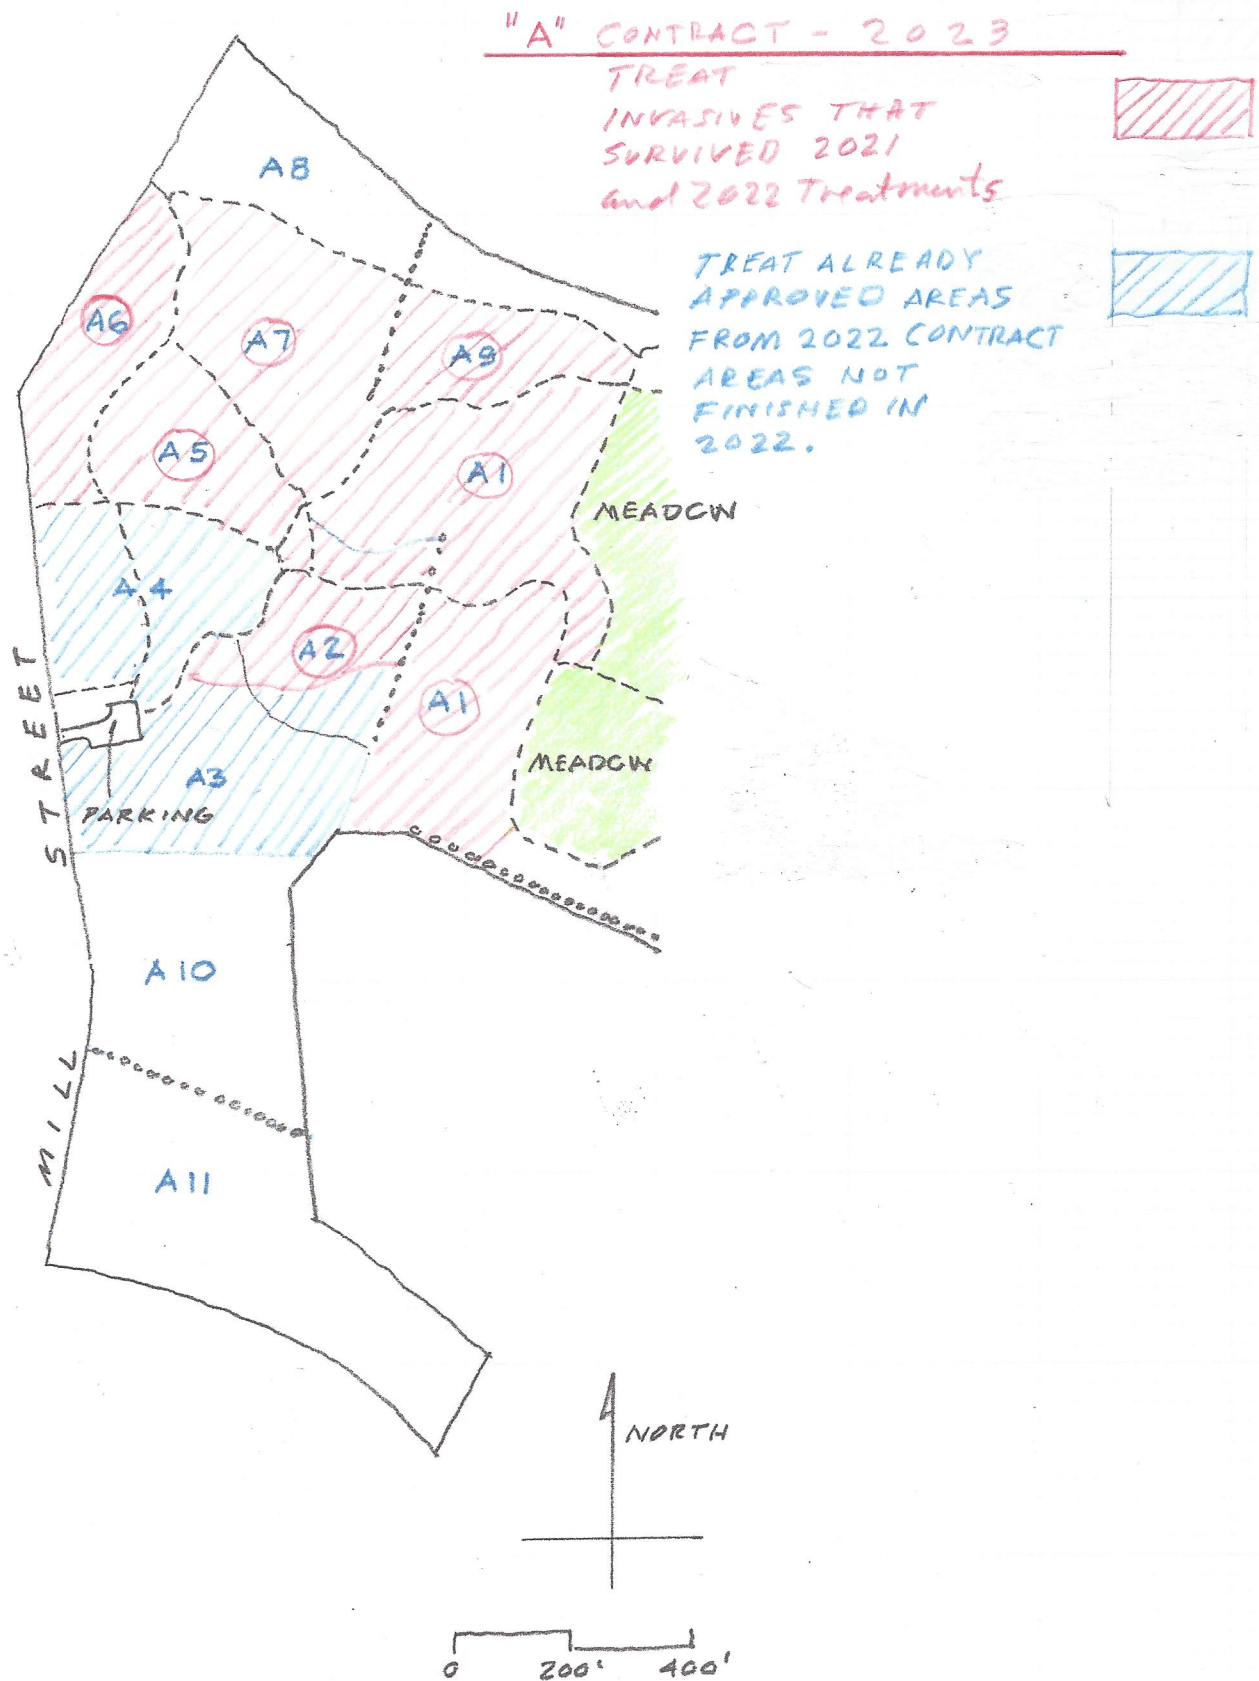 "A" CONTRACT - 2023
TREAT
INVASIVES THAT
SURVIVED 2021
and 2022 Treatments
TREAT ALREADY
APPROVED AREAS
FROM 2022 CONTRACT
AREAS NOT
FINISHED IN
2022.
A8
A6
A7
A9
A5
A1
MEADOW
A4
A2
A1
MEADOW
A3
PARKING
MILL STREET
A10
A11
NORTH
0 200' 400'